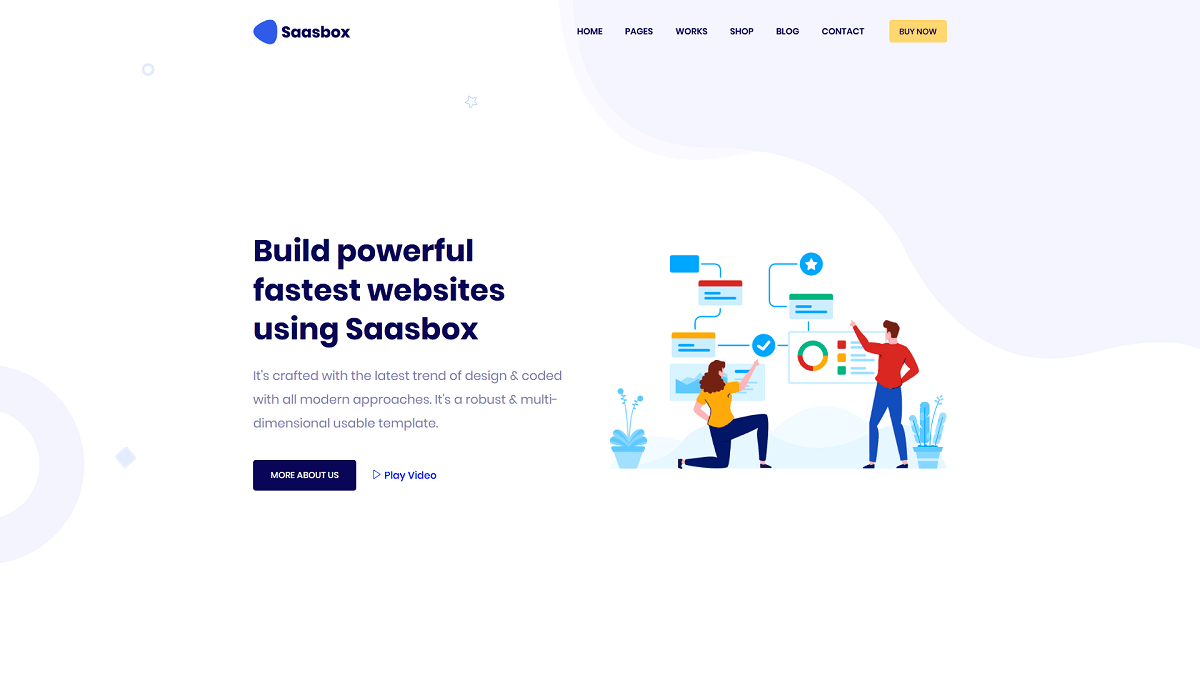 Saasbox
HOME PAGES WORKS SHOP BLOG CONTACT BUY NOW
Build powerful
fastest websites
using Saasbox
It's crafted with the latest trend of design & coded
with all modern approaches. It's a robust & multi-
dimensional usable template.
MORE ABOUT US
Play Video